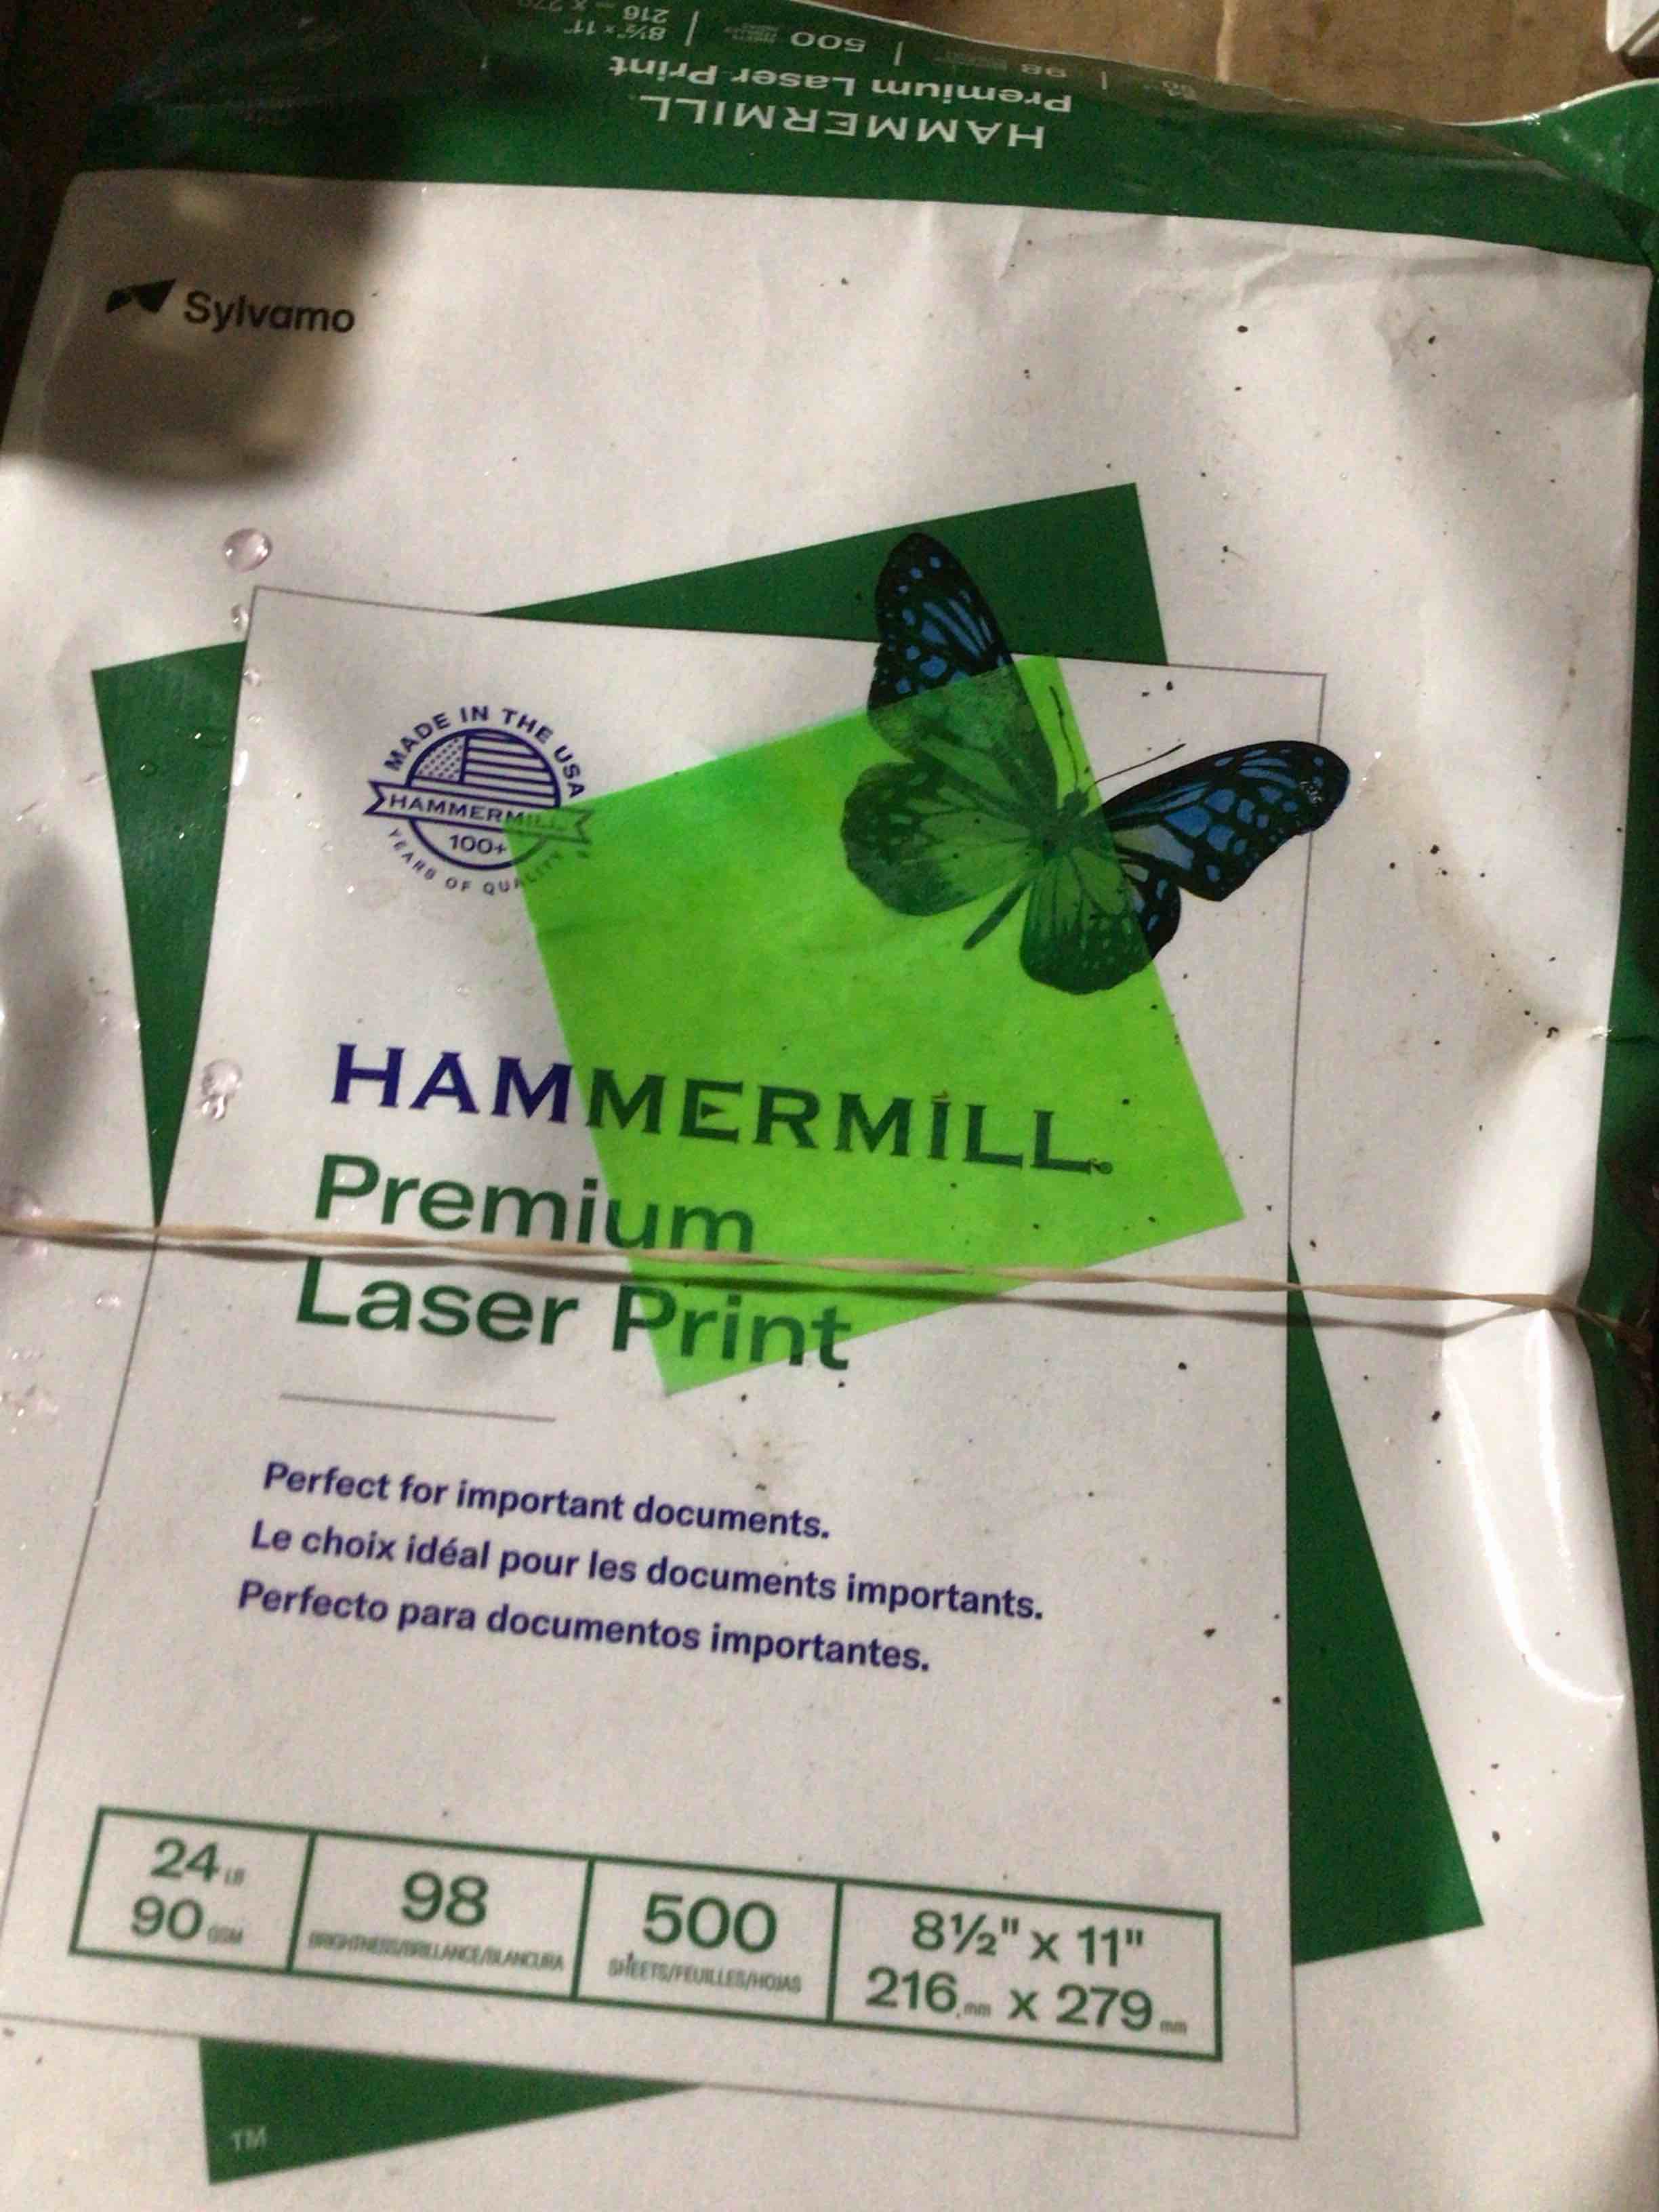 216 x 279
8½" x 11" | 500 | 98
Premium Laser Print
HAMMERMILL
Sylvamo
MADE IN THE USA
HAMMERMILL
100+
YEARS OF QUALITY
HAMMERMILL®
Premium
Laser Print
Perfect for important documents.
Le choix idéal pour les documents importants.
Perfecto para documentos importantes.
24 LB
90 GSM
98
BRIGHTNESS/BRILLANCE/BLANCURA
500
SHEETS/FEUILLES/HOJAS
8½" x 11"
216 mm x 279 mm
TM